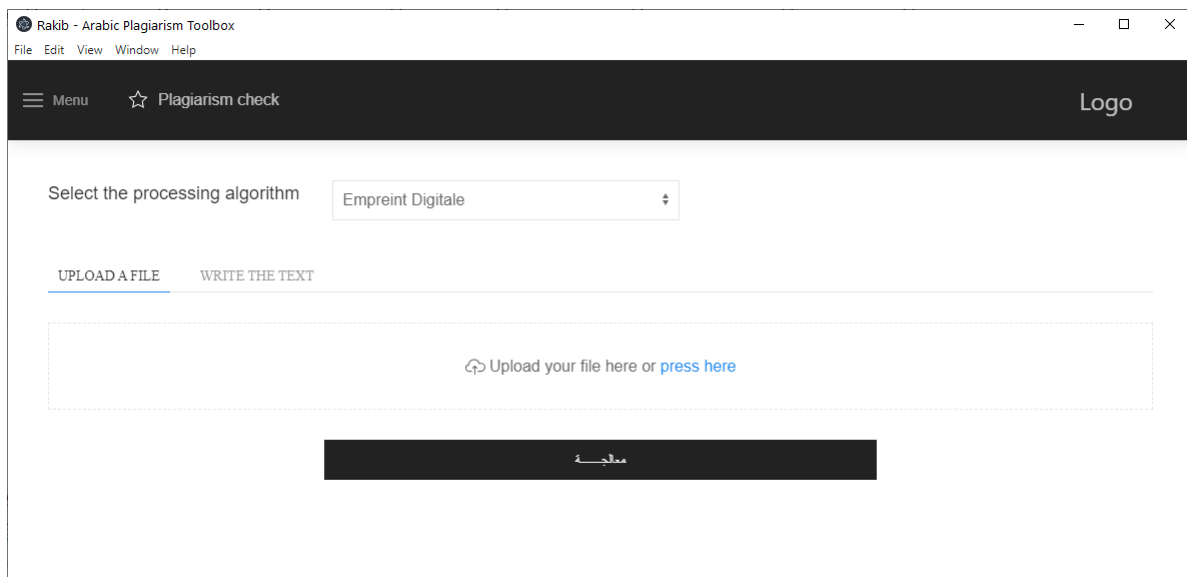 Rakib - Arabic Plagiarism Toolbox
File Edit View Window Help
Menu Plagiarism check Logo
Select the processing algorithm Empreint Digitale
UPLOAD A FILE WRITE THE TEXT
Upload your file here or press here
معالجـــــة